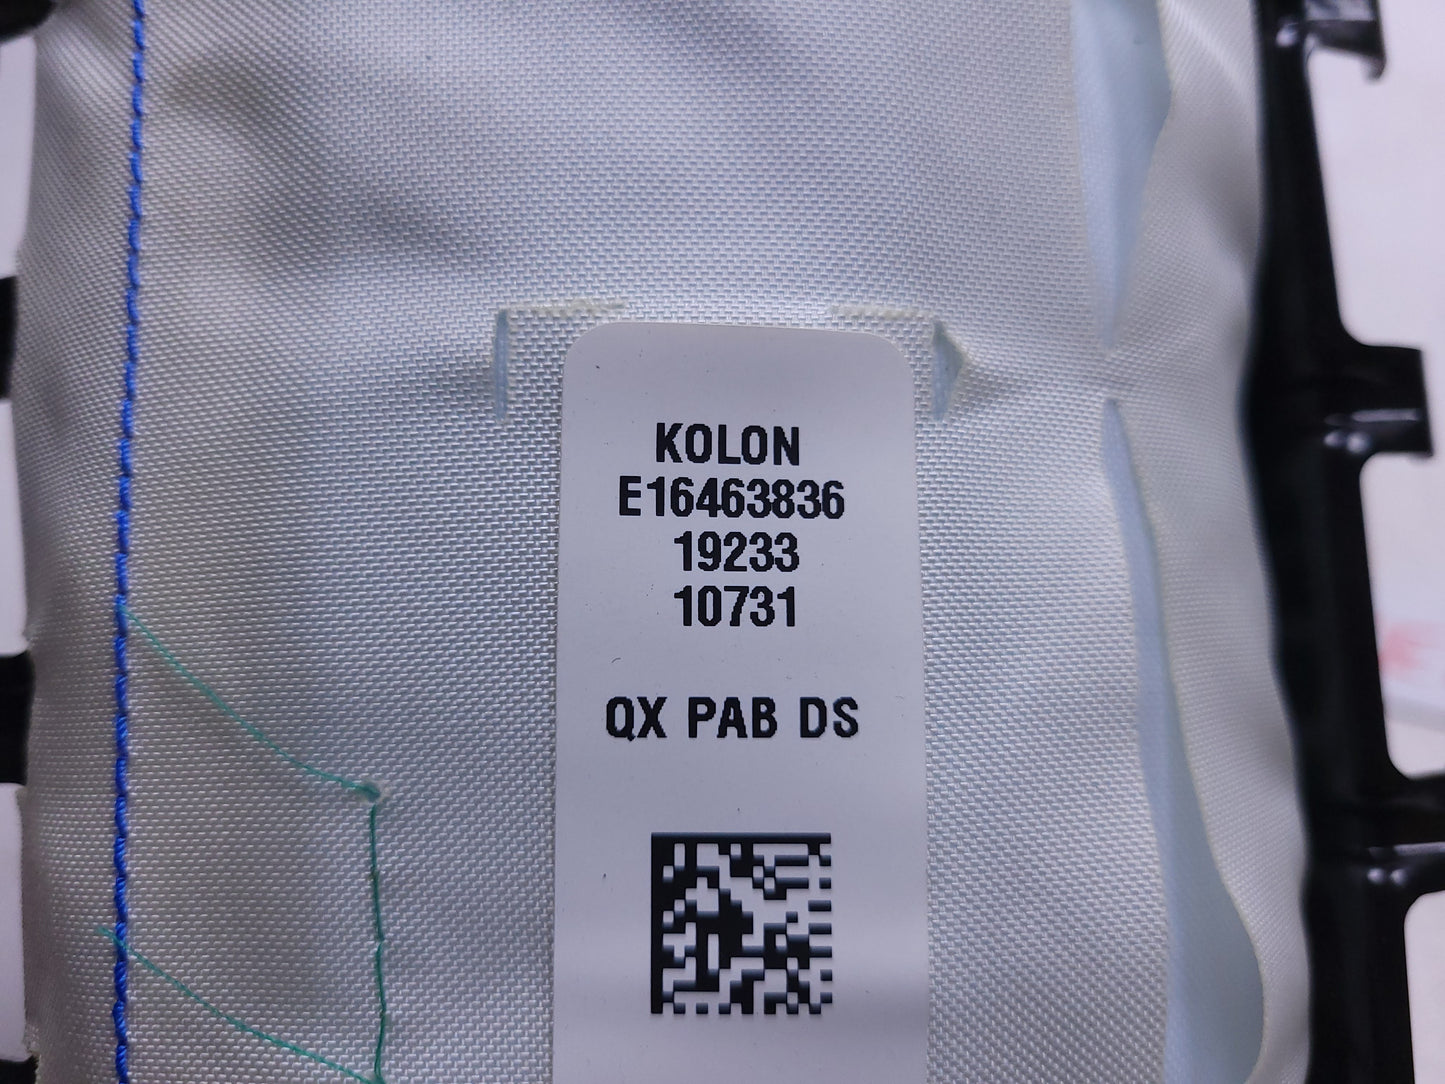 KOLON
E16463836
19233
10731
QX PAB DS